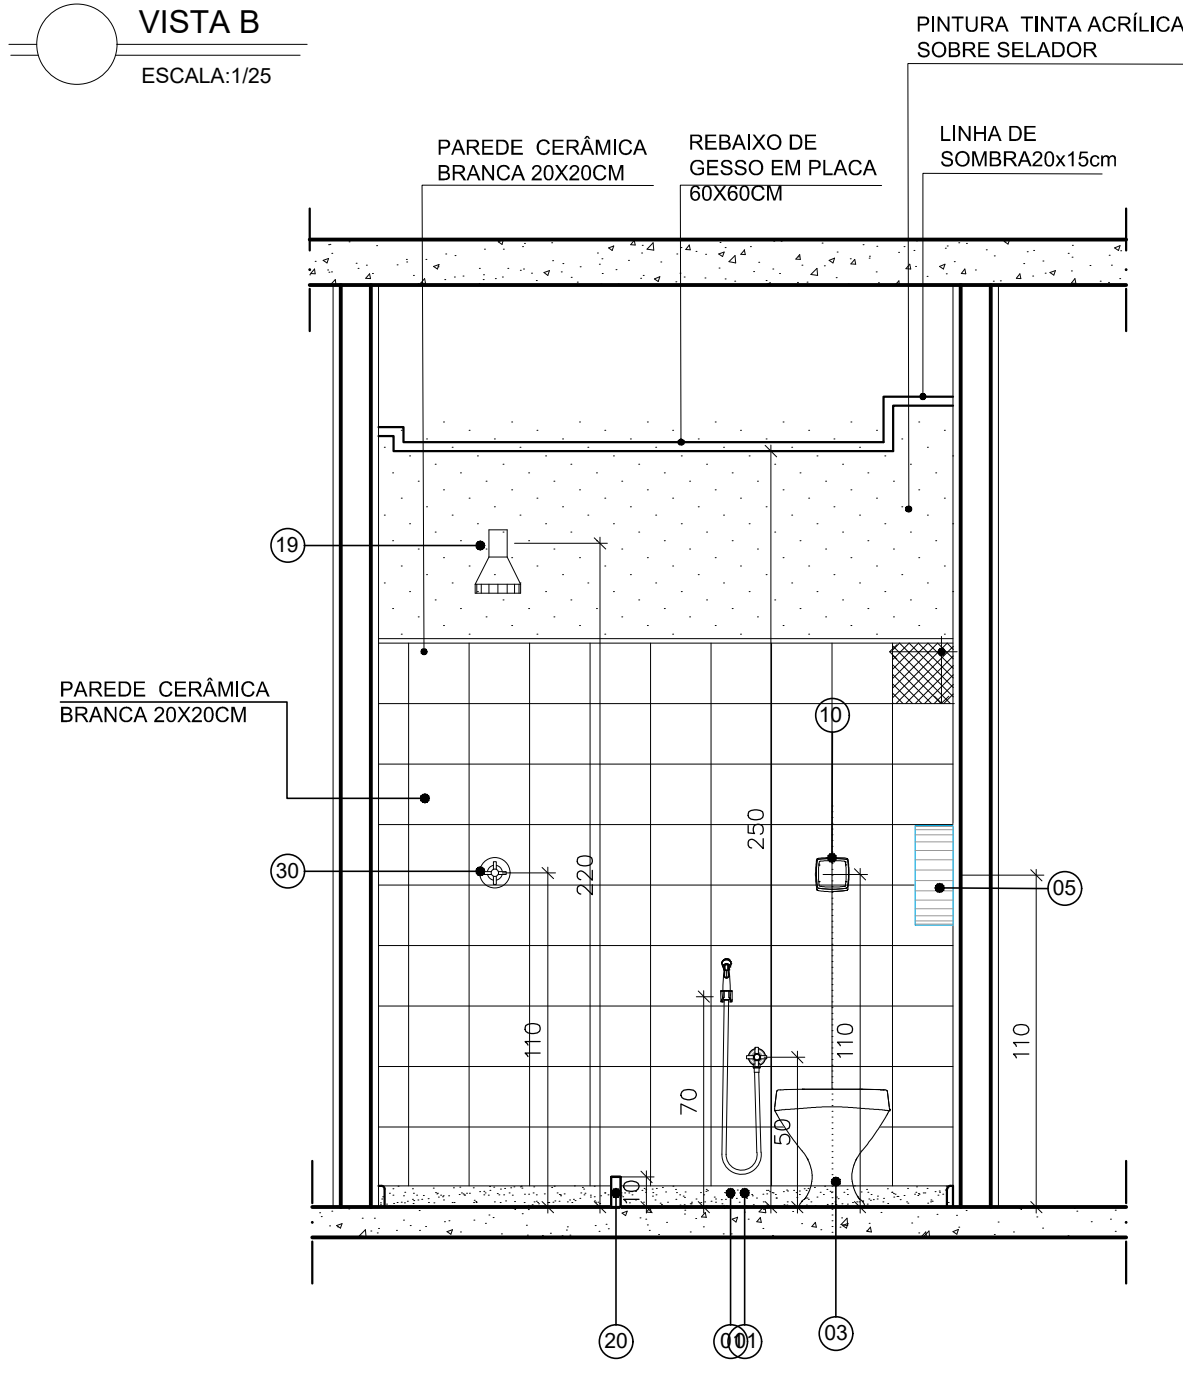 VISTA B
ESCALA:1/25
PINTURA TINTA ACRÍLICA
SOBRE SELADOR
PAREDE CERÂMICA
BRANCA 20X20CM
REBAIXO DE
GESSO EM PLACA
60X60CM
LINHA DE
SOMBRA20x15cm
19
PAREDE CERÂMICA
BRANCA 20X20CM
10
250
220
30
05
110
110
110
70
50
10
20
01
01
03